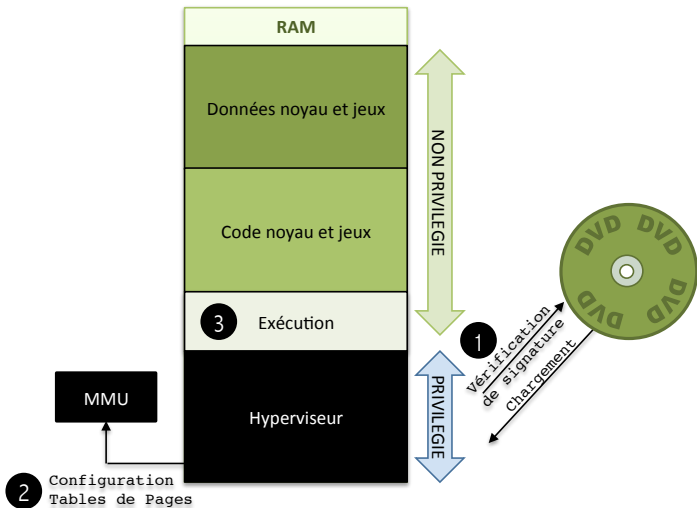 RAM
Données noyau et jeux
Code noyau et jeux
3
Exécution
Hyperviseur
NON PRIVILEGIE
PRIVILEGIE
MMU
2
Configuration
Tables de Pages
1
Vérification
de signature
Chargement
DVD
DVD
DVD
DVD